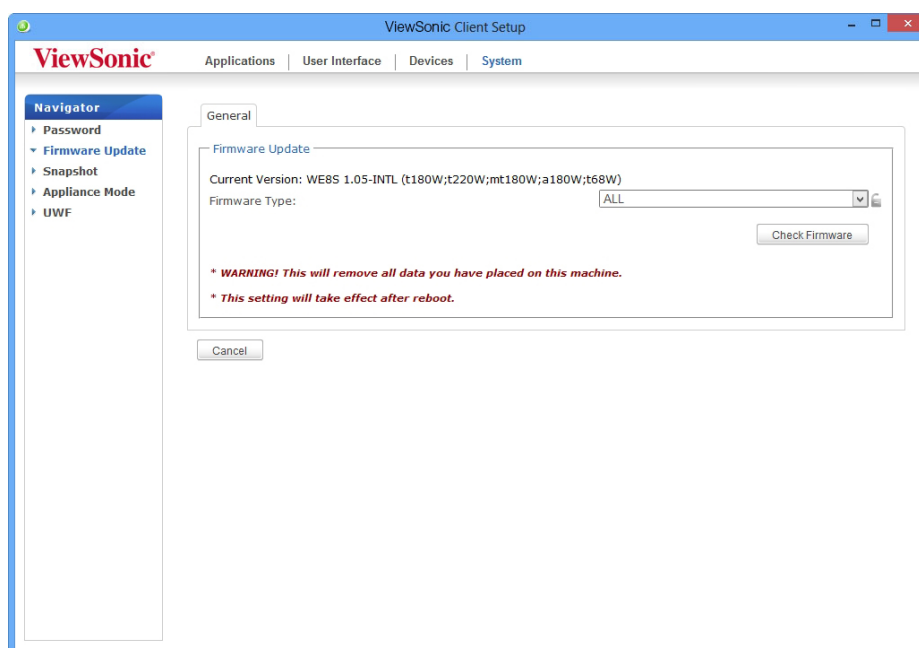 ViewSonic Client Setup
ViewSonic®
Applications | User Interface | Devices | System
Navigator
Password
Firmware Update
Snapshot
Appliance Mode
UWF
General
Firmware Update
Current Version: WE8S 1.05-INTL (t180W;t220W;mt180W;a180W;t68W)
Firmware Type:
ALL
Check Firmware
* WARNING! This will remove all data you have placed on this machine.
* This setting will take effect after reboot.
Cancel